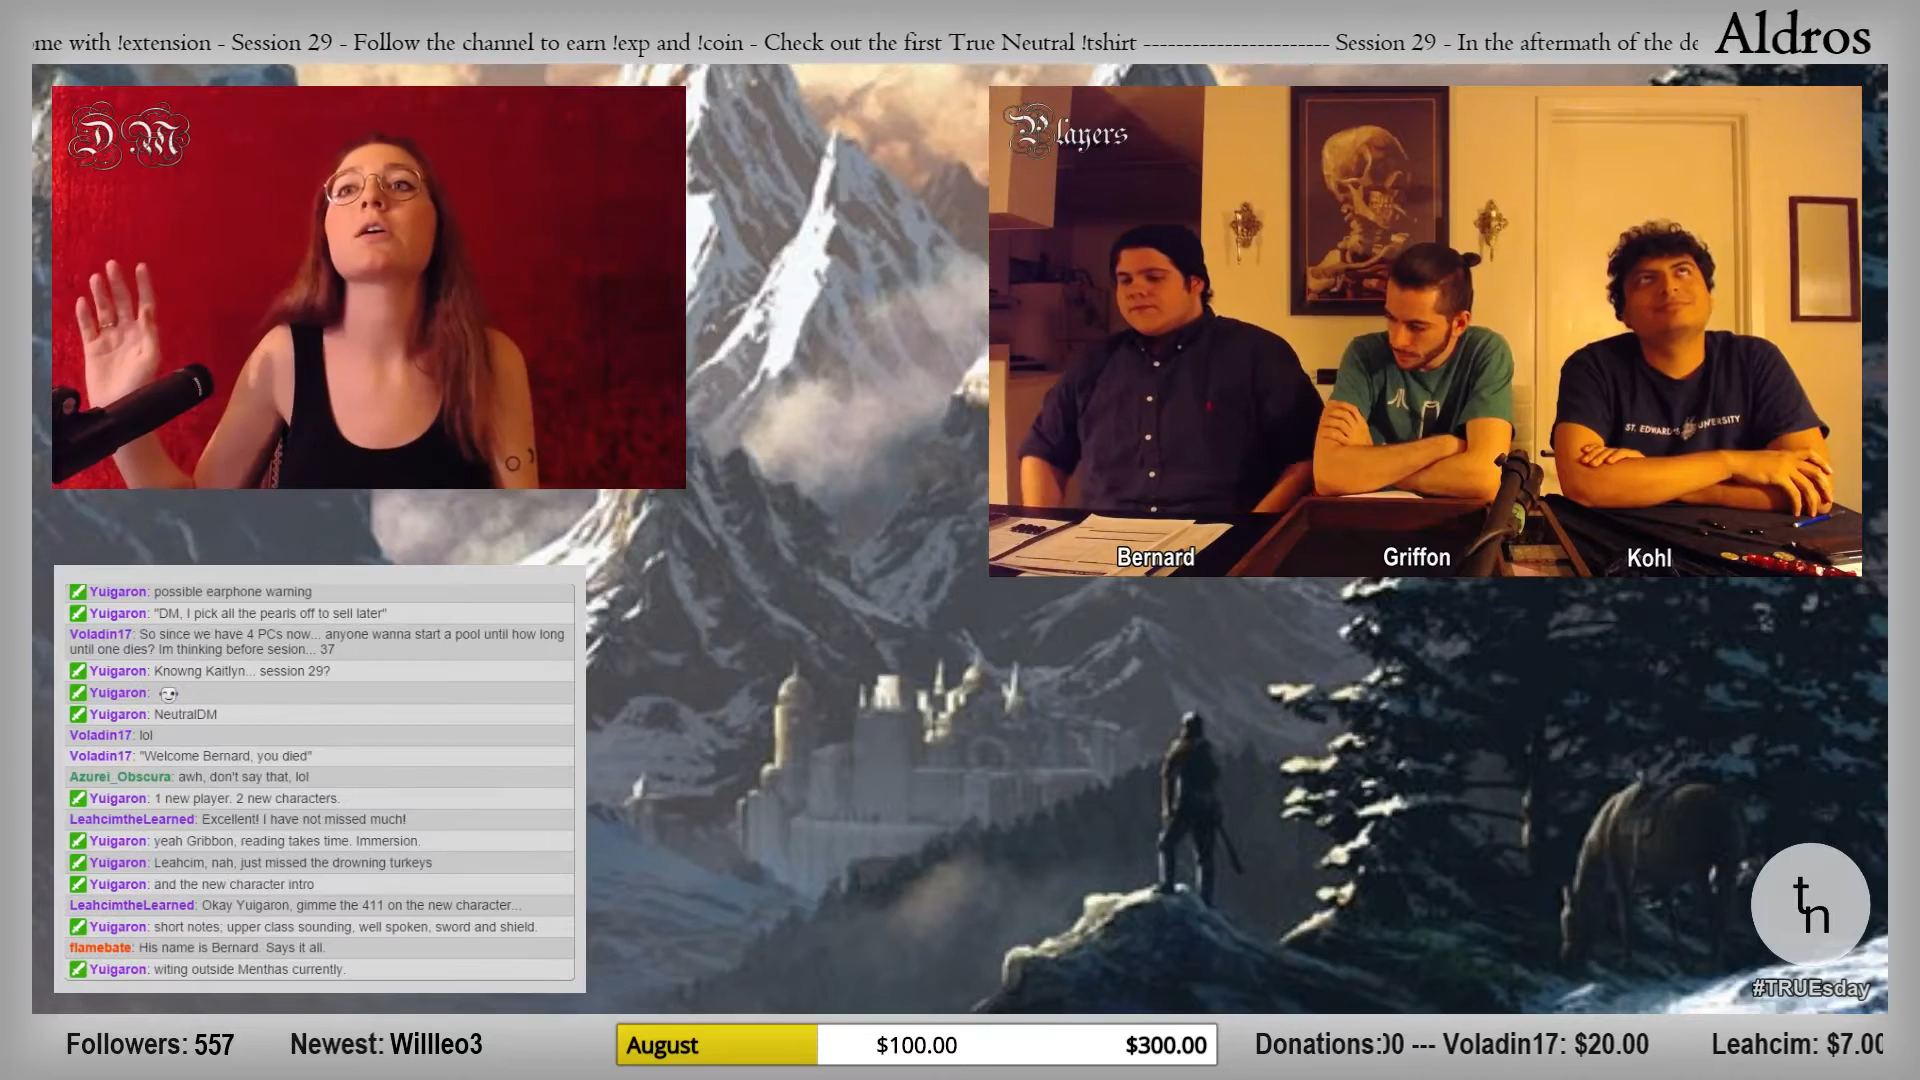 ome with !extension - Session 29 - Follow the channel to earn !exp and !coin - Check out the first True Neutral !tshirt ----------------------- Session 29 - In the aftermath of the de
Aldros
DM
Players
ST. EDWARD'S UNIVERSITY
Bernard
Griffon
Kohl
Yuigaron: possible earphone warning
Yuigaron: "DM, I pick all the pearls off to sell later"
Voladin17: So since we have 4 PCs now... anyone wanna start a pool until how long
until one dies? Im thinking before sesion... 37
Yuigaron: Knowng Kaitlyn... session 29?
Yuigaron:
Yuigaron: NeutralDM
Voladin17: lol
Voladin17: "Welcome Bernard, you died"
Azurei_Obscura: awh, don't say that, lol
Yuigaron: 1 new player. 2 new characters.
LeahcimtheLearned: Excellent! I have not missed much!
Yuigaron: yeah Gribbon, reading takes time. Immersion.
Yuigaron: Leahcim, nah, just missed the drowning turkeys
Yuigaron: and the new character intro
LeahcimtheLearned: Okay Yuigaron, gimme the 411 on the new character...
Yuigaron: short notes; upper class sounding, well spoken, sword and shield.
flamebate: His name is Bernard. Says it all.
Yuigaron: witing outside Menthas currently.
tn
#TRUEsday
Followers: 557
Newest: Willleo3
August
$100.00
$300.00
Donations:00 --- Voladin17: $20.00
Leahcim: $7.00